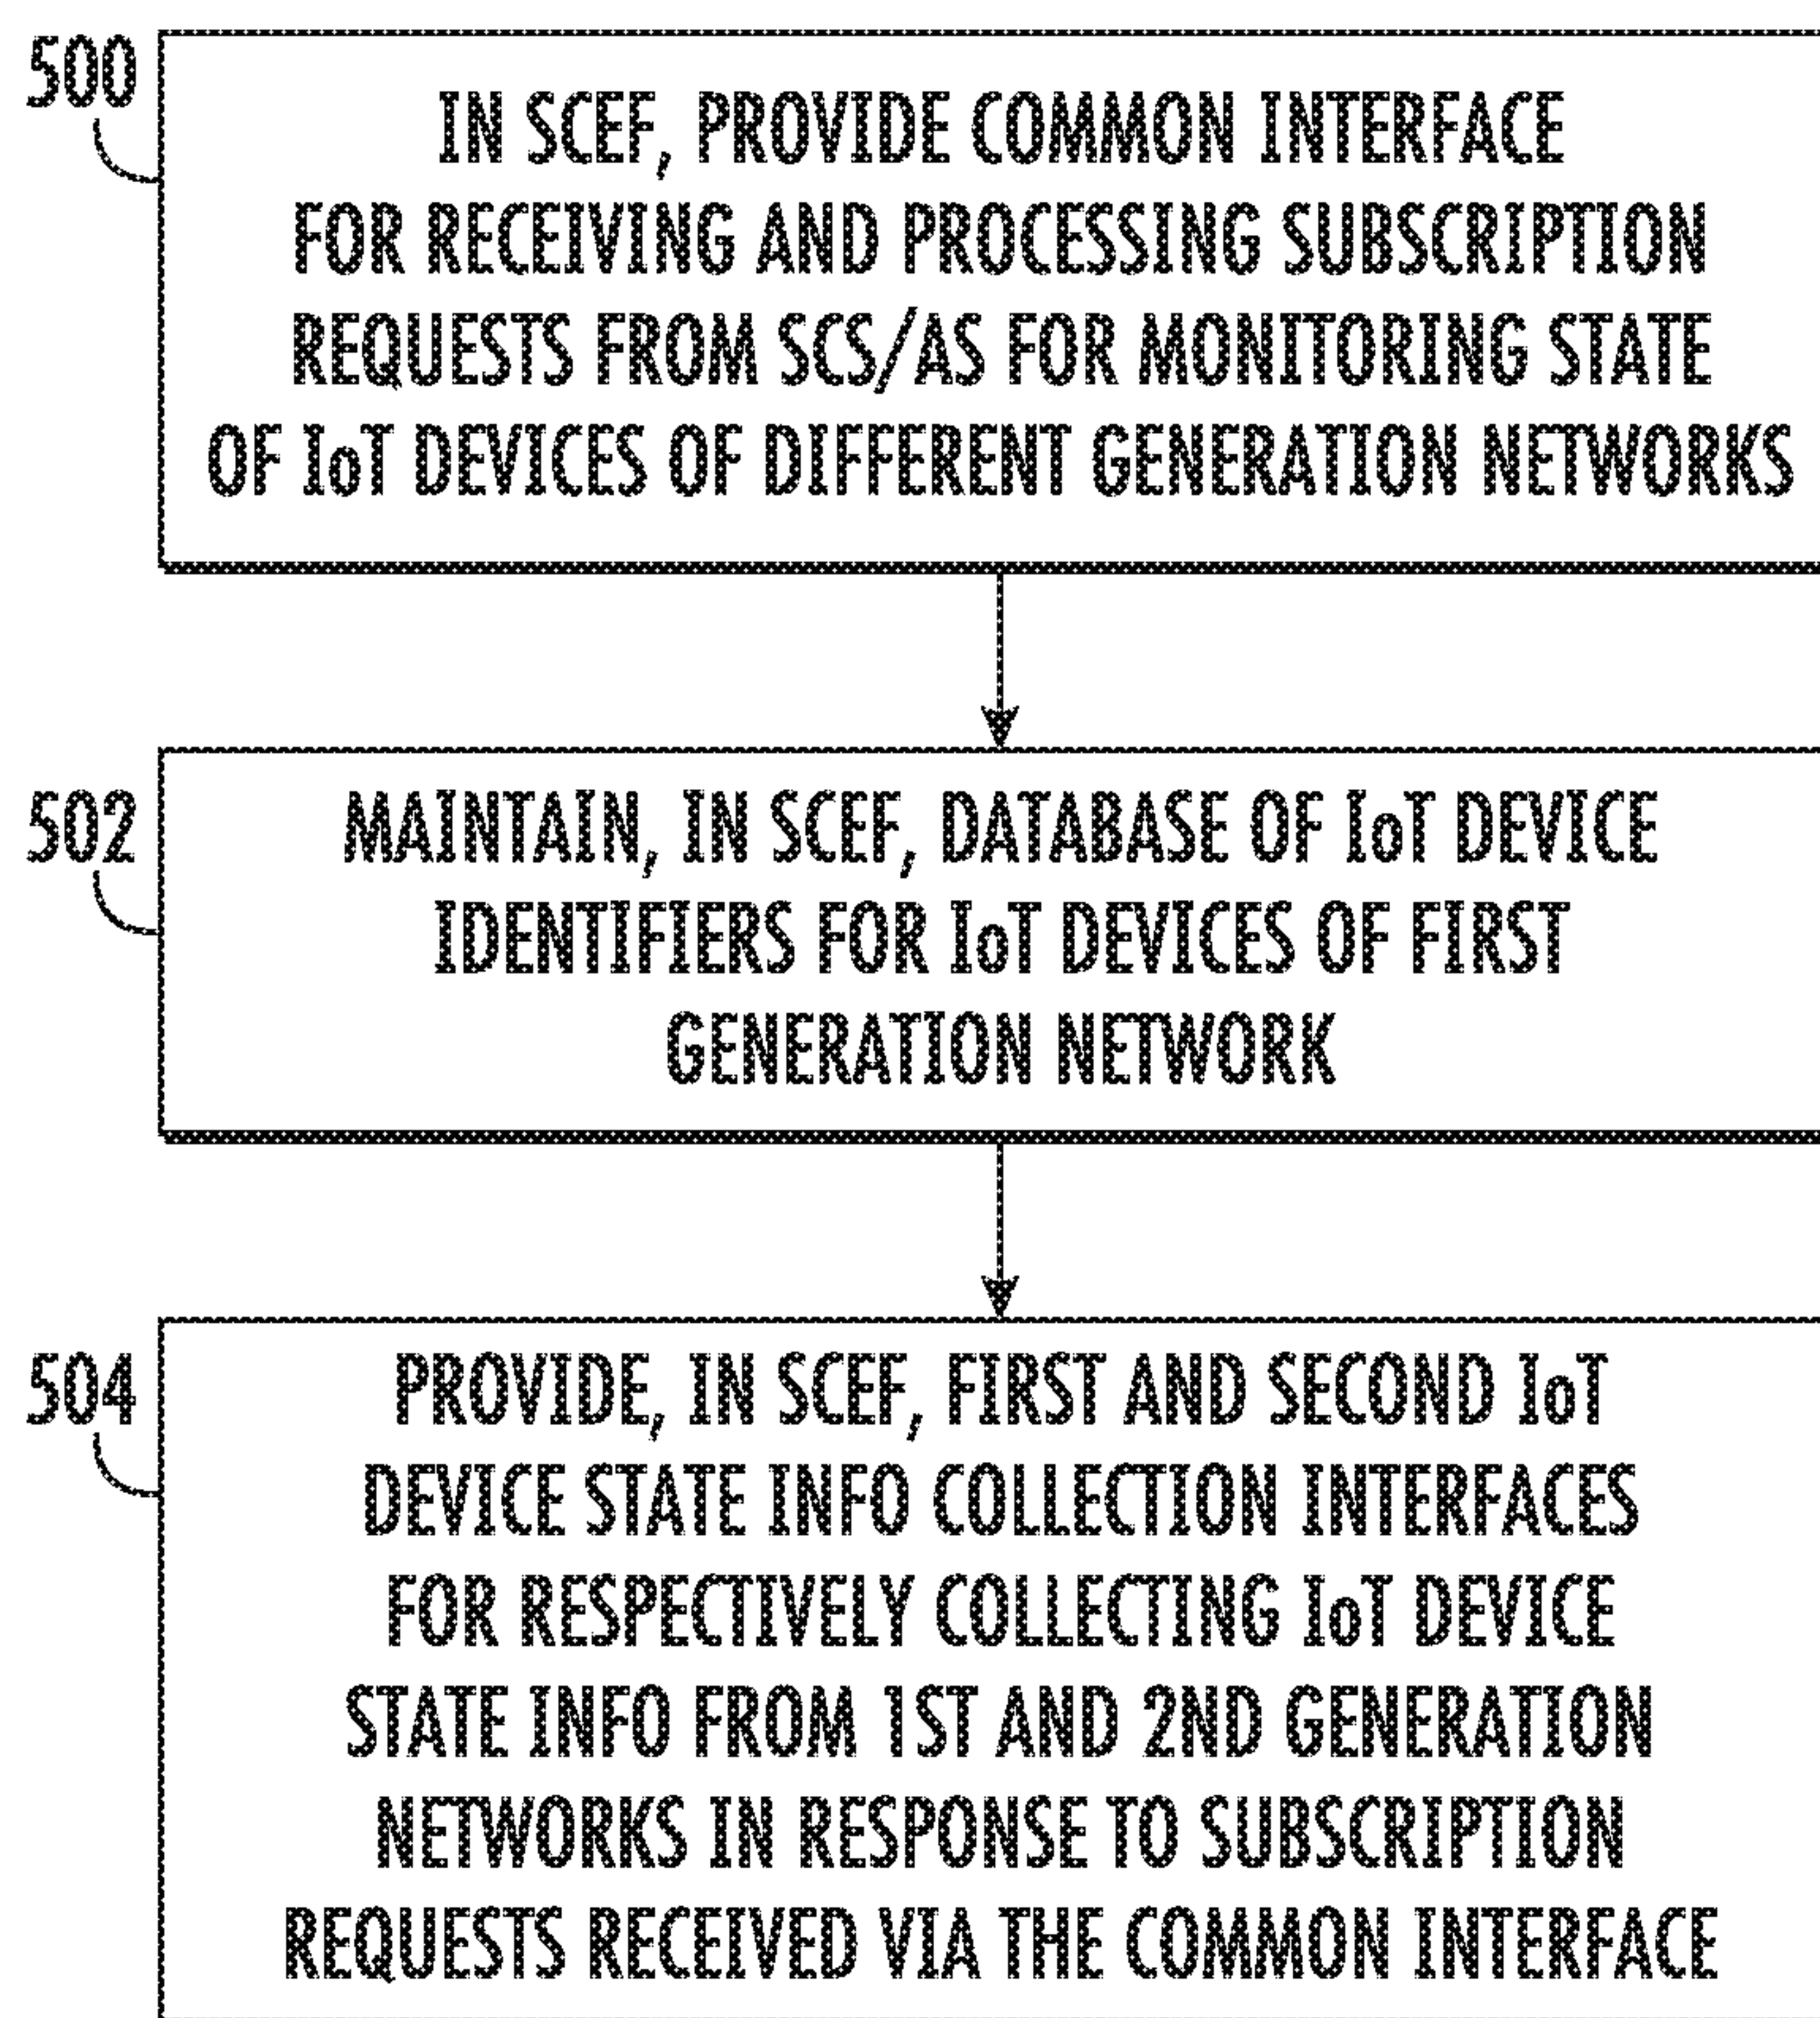 500
IN SCEF, PROVIDE COMMON INTERFACE
FOR RECEIVING AND PROCESSING SUBSCRIPTION
REQUESTS FROM SCS/AS FOR MONITORING STATE
OF IoT DEVICES OF DIFFERENT GENERATION NETWORKS
502
MAINTAIN, IN SCEF, DATABASE OF IoT DEVICE
IDENTIFIERS FOR IoT DEVICES OF FIRST
GENERATION NETWORK
504
PROVIDE, IN SCEF, FIRST AND SECOND IoT
DEVICE STATE INFO COLLECTION INTERFACES
FOR RESPECTIVELY COLLECTING IoT DEVICE
STATE INFO FROM 1ST AND 2ND GENERATION
NETWORKS IN RESPONSE TO SUBSCRIPTION
REQUESTS RECEIVED VIA THE COMMON INTERFACE